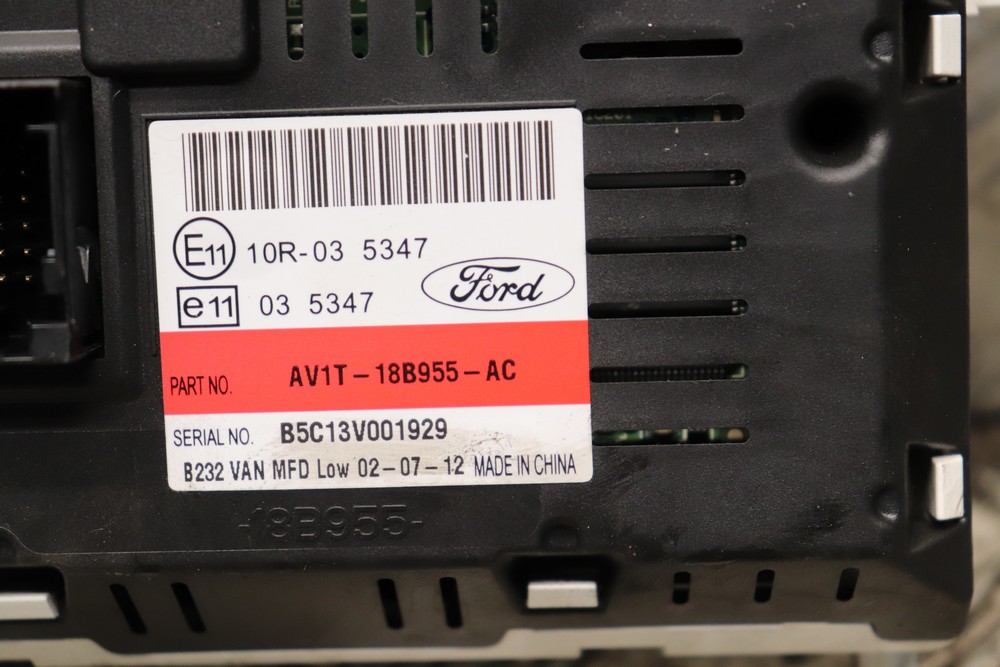 E11 10R-03 5347
e11 03 5347
Ford
PART NO. AV1T-18B955-AC
SERIAL NO. B5C13V001929
B232 VAN MFD Low 02-07-12 MADE IN CHINA
-18B955-